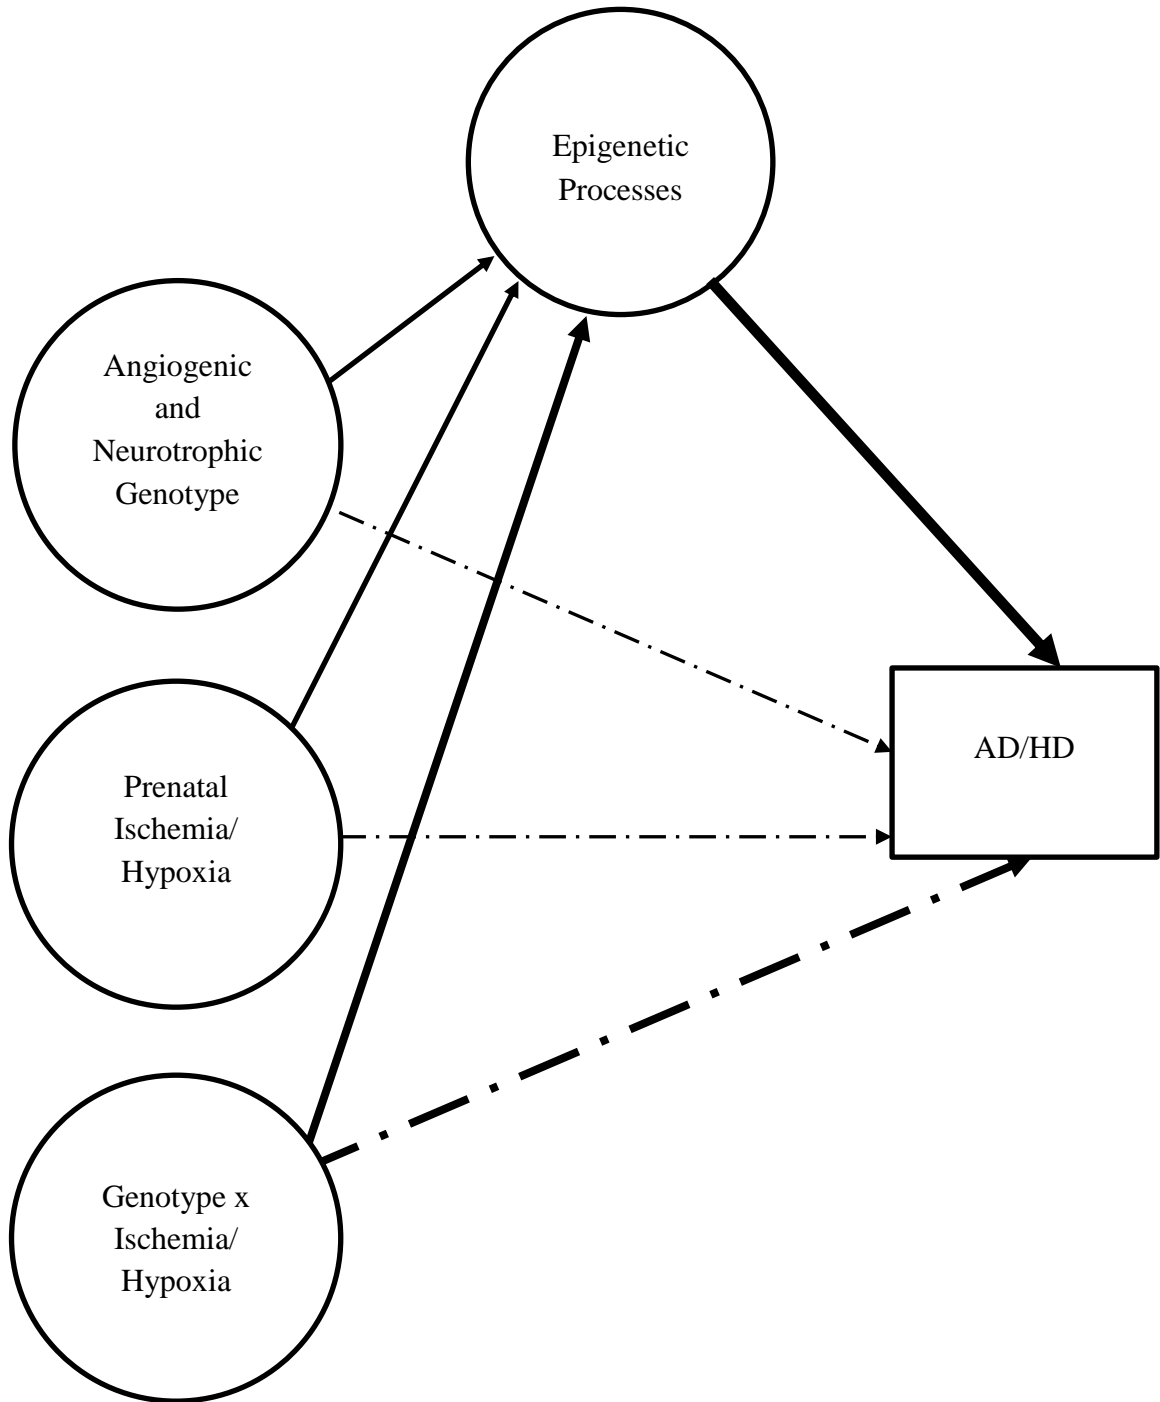 Epigenetic
Processes
Angiogenic
and
Neurotrophic
Genotype
AD/HD
Prenatal
Ischemia/
Hypoxia
Genotype x
Ischemia/
Hypoxia